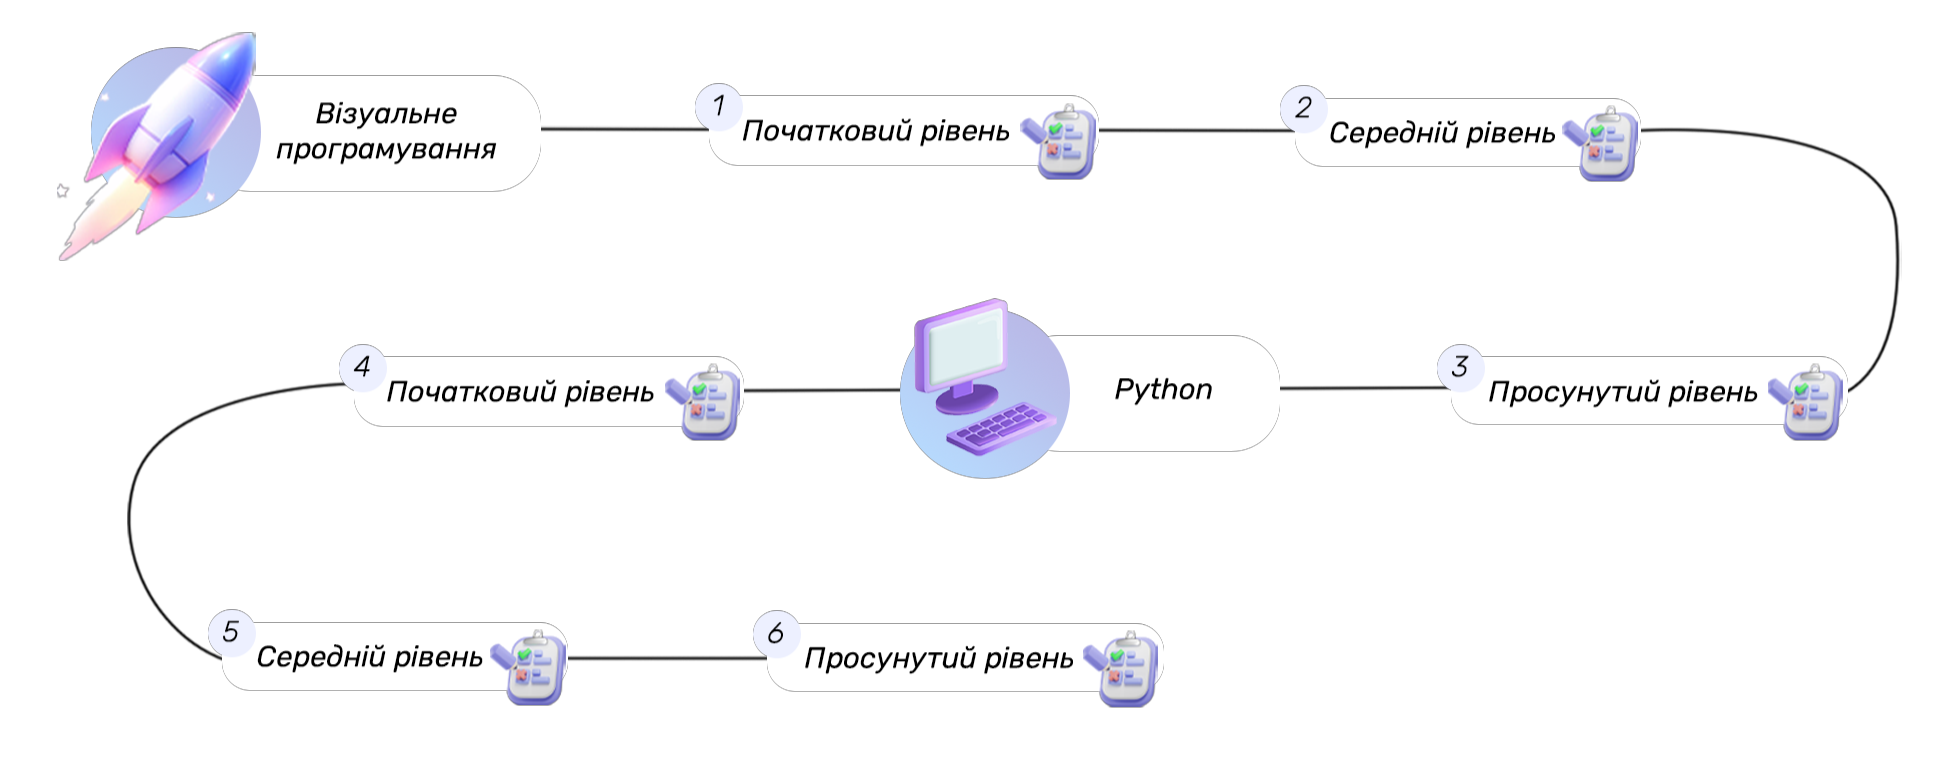 Візуальне
програмування
1
Початковий рівень
2
Середній рівень
3
Просунутий рівень
Python
4
Початковий рівень
5
Середній рівень
6
Просунутий рівень